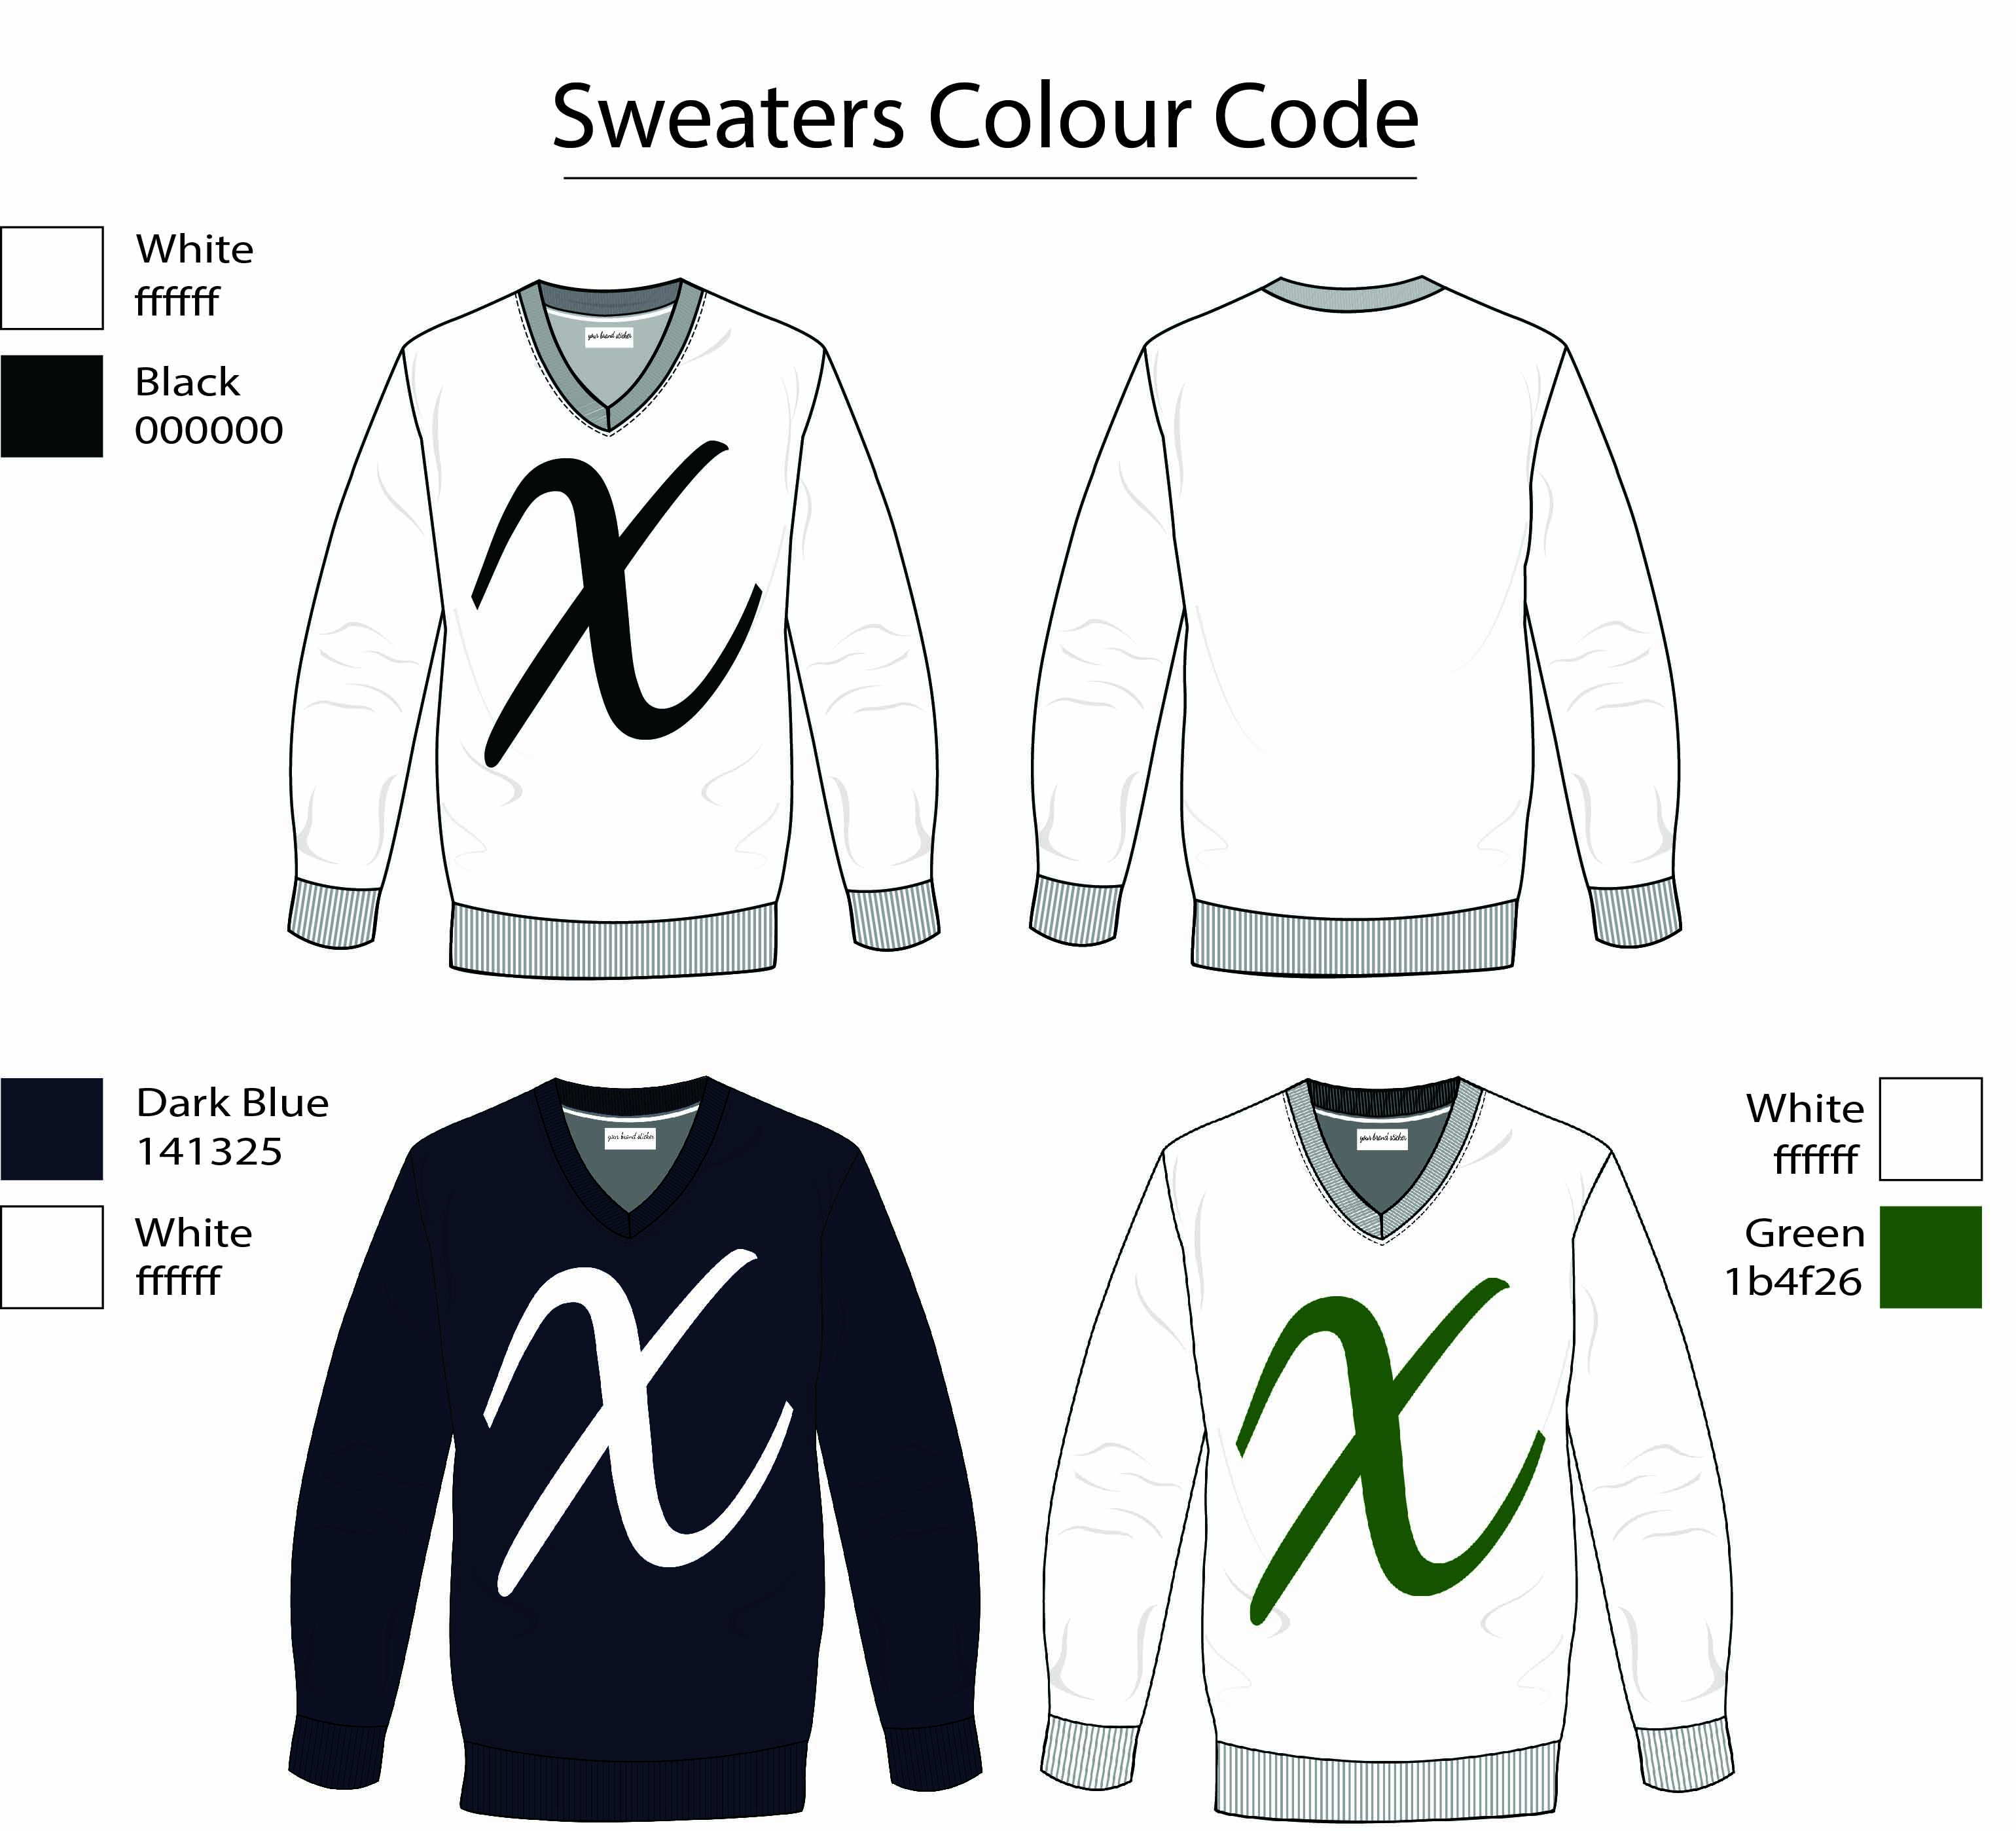 Sweaters Colour Code
White
ffffff
Black
000000
your brand sticker
X
Dark Blue
141325
White
ffffff
your brand sticker
X
your brand sticker
X
White
ffffff
Green
1b4f26